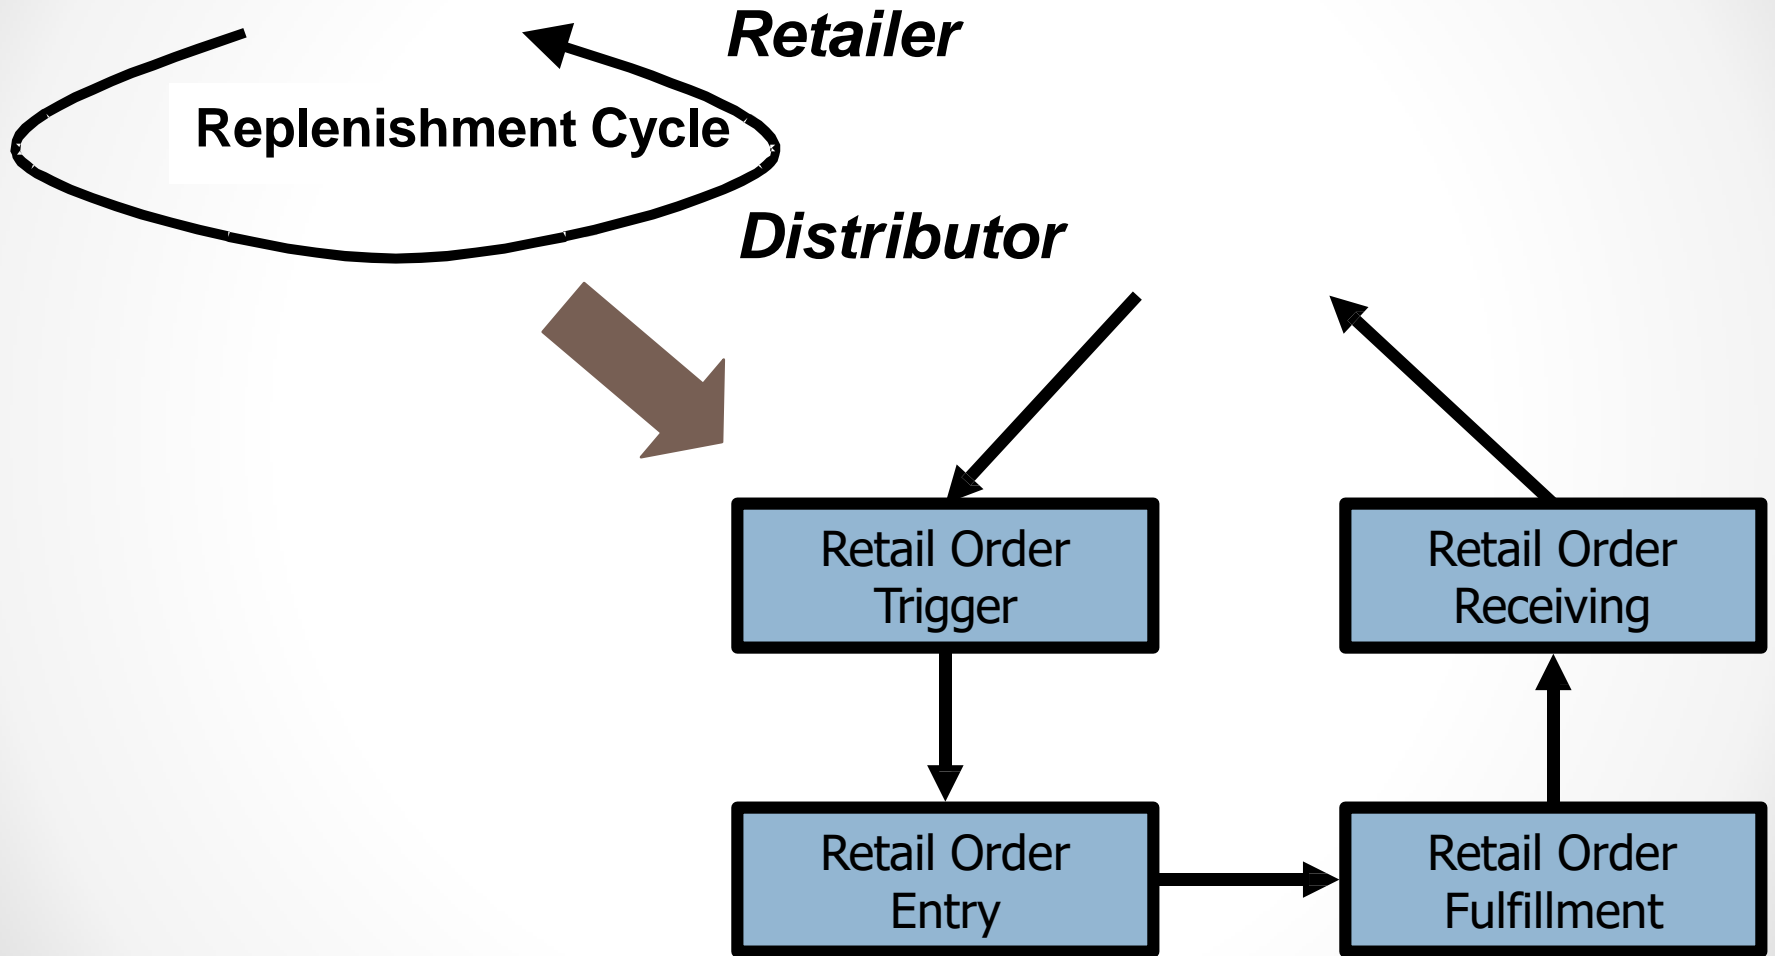 Retailer
Replenishment Cycle
Distributor
Retail Order
Trigger
Retail Order
Receiving
Retail Order
Entry
Retail Order
Fulfillment